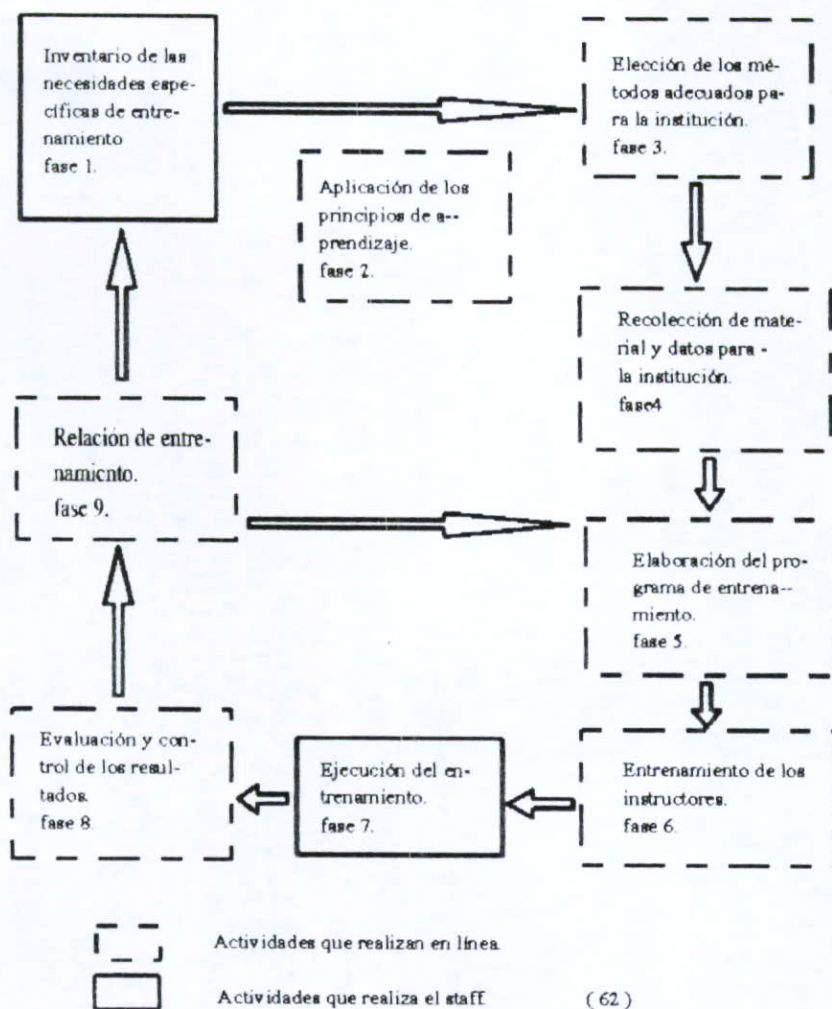 Inventario de las
necesidades espe-
cíficas de entre-
namiento
fase 1.
Aplicación de los
principios de a--
prendizaje.
fase 2.
Elección de los mé-
todos adecuados pa-
ra la institución.
fase 3.
Recolección de mate-
rial y datos para -
la institución.
fase4
Elaboración del pro-
grama de entrena--
miento.
fase 5.
Entrenamiento de los
instructores.
fase 6.
Ejecución del en-
trenamiento.
fase 7.
Evaluación y con-
trol de los resul-
tados.
fase 8.
Relación de entre-
namiento.
fase 9.
Actividades que realizan en línea.
Actividades que realiza el staff. (62)